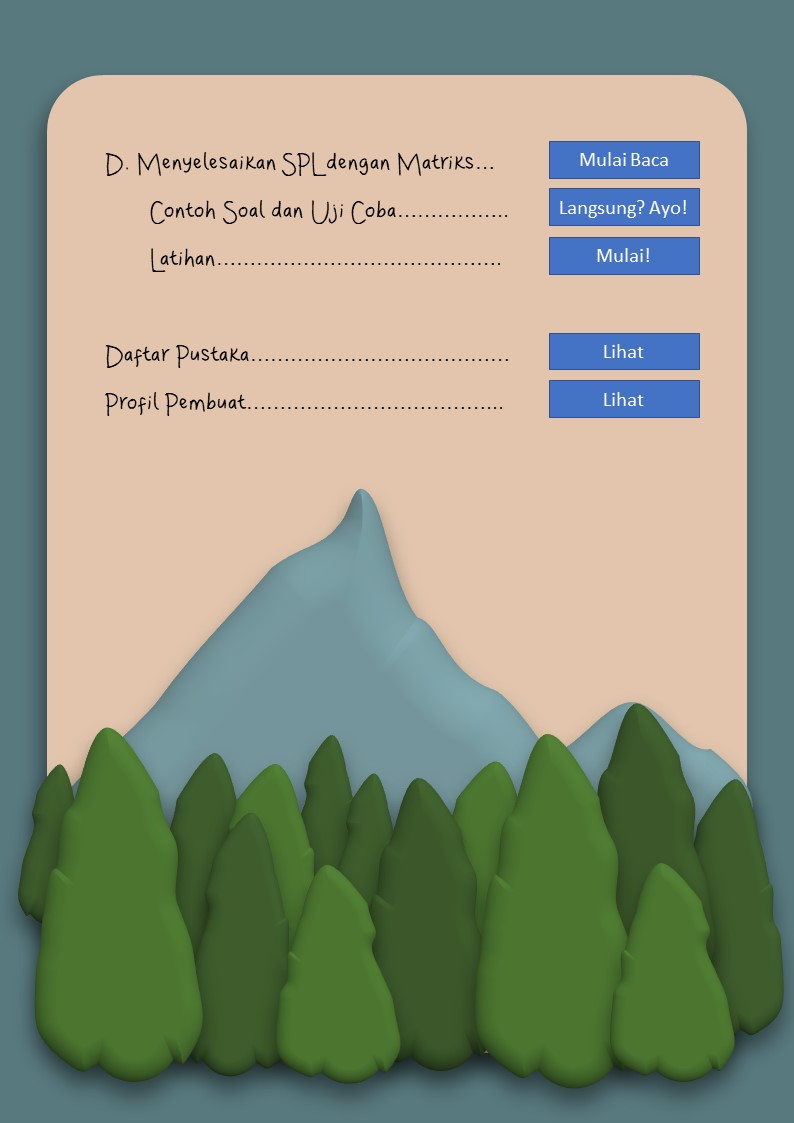 D. Menyelesaikan SPL dengan Matriks... Mulai Baca
Contoh Soal dan Uji Coba................. Langsung? Ayo!
Latihan........................................... Mulai!
Daftar Pustaka....................................... Lihat
Profil Pembuat....................................... Lihat